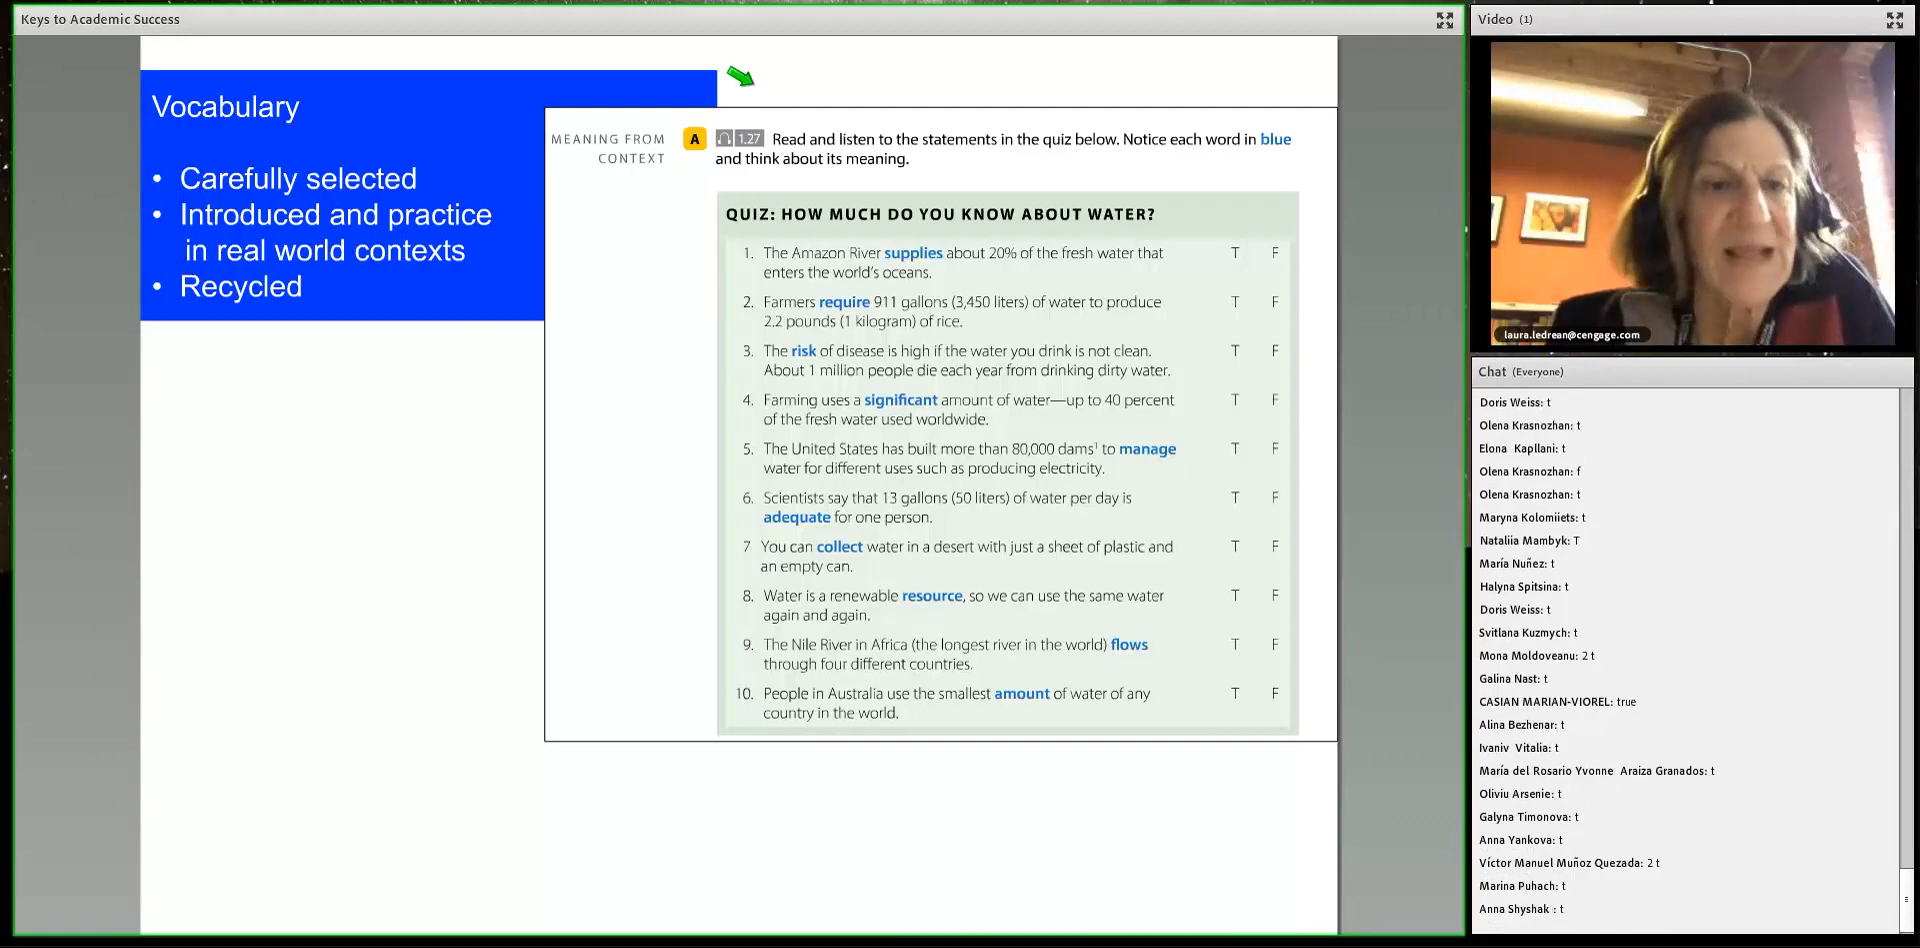 Keys to Academic Success
Vocabulary
• Carefully selected
• Introduced and practice
in real world contexts
• Recycled
MEANING FROM
CONTEXT
A 1.27 Read and listen to the statements in the quiz below. Notice each word in blue
and think about its meaning.
QUIZ: HOW MUCH DO YOU KNOW ABOUT WATER?
1. The Amazon River supplies about 20% of the fresh water that T F
enters the world's oceans.
2. Farmers require 911 gallons (3,450 liters) of water to produce T F
2.2 pounds (1 kilogram) of rice.
3. The risk of disease is high if the water you drink is not clean. T F
About 1 million people die each year from drinking dirty water.
4. Farming uses a significant amount of water—up to 40 percent T F
of the fresh water used worldwide.
5. The United States has built more than 80,000 dams¹ to manage T F
water for different uses such as producing electricity.
6. Scientists say that 13 gallons (50 liters) of water per day is T F
adequate for one person.
7 You can collect water in a desert with just a sheet of plastic and T F
an empty can.
8. Water is a renewable resource, so we can use the same water T F
again and again.
9. The Nile River in Africa (the longest river in the world) flows T F
through four different countries.
10. People in Australia use the smallest amount of water of any T F
country in the world.
Video (1)
laura.ledrean@cengage.com
Chat (Everyone)
Doris Weiss: t
Olena Krasnozhan: t
Elona Kapllani: t
Olena Krasnozhan: f
Olena Krasnozhan: t
Maryna Kolomiiets: t
Nataliia Mambyk: T
María Nuñez: t
Halyna Spitsina: t
Doris Weiss: t
Svitlana Kuzmych: t
Mona Moldoveanu: 2 t
Galina Nast: t
CASIAN MARIAN-VIOREL: true
Alina Bezhenar: t
Ivaniv Vitalia: t
María del Rosario Yvonne Araiza Granados: t
Oliviu Arsenie: t
Galyna Timonova: t
Anna Yankova: t
Víctor Manuel Muñoz Quezada: 2 t
Marina Puhach: t
Anna Shyshak : t